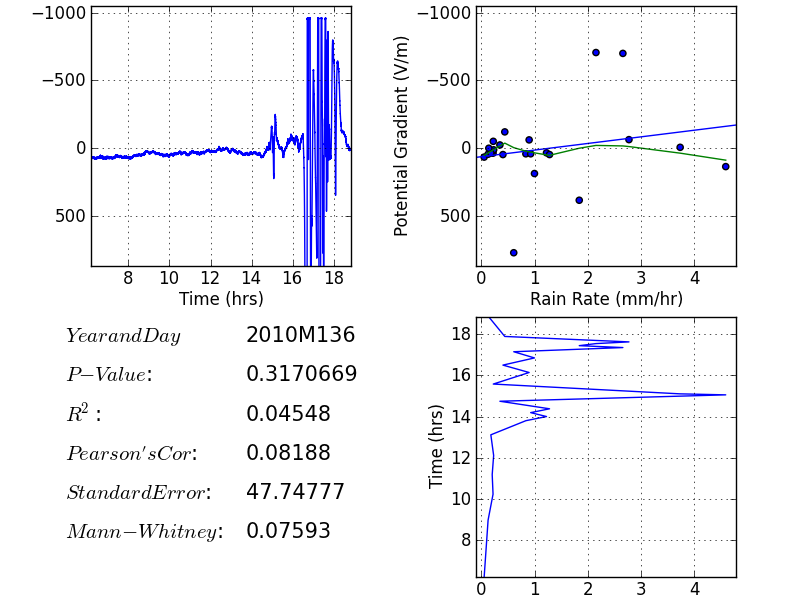 −1000
−500
0
500
8 10 12 14 16 18
Time (hrs)
−1000
−500
0
500
Potential Gradient (V/m)
0 1 2 3 4
Rain Rate (mm/hr)
YearandDay 2010M136
P−Value: 0.3170669
R²: 0.04548
Pearson'sCor: 0.08188
StandardError: 47.74777
Mann−Whitney: 0.07593
18
16
14
12
10
8
Time (hrs)
0 1 2 3 4